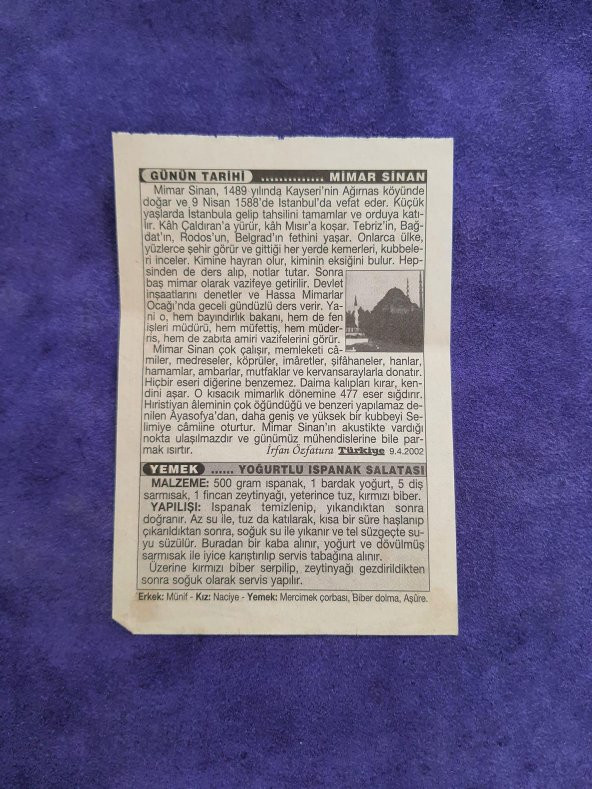 GÜNÜN TARİHİ .............. MİMAR SİNAN
Mimar Sinan, 1489 yılında Kayseri'nin Ağırnas köyünde
doğar ve 9 Nisan 1588'de İstanbul'da vefat eder. Küçük
yaşlarda İstanbula gelip tahsilini tamamlar ve orduya katı-
lır. Kâh Çaldıran'a yürür, kâh Mısır'a koşar. Tebriz'in, Bağ-
dat'ın, Rodos'un, Belgrad'ın fethini yaşar. Onlarca ülke,
yüzlerce şehir görür ve gittiği her yerde kemerleri, kubbele-
ri inceler. Kimine hayran olur, kiminin eksiğini bulur. Hep-
sinden de ders alıp, notlar tutar. Sonra
baş mimar olarak vazifeye getirilir. Devlet
inşaatlarını denetler ve Hassa Mimarlar
Ocağı'nda geceli gündüzlü ders verir. Ya-
ni o, hem bayındırlık bakanı, hem de fen
işleri müdürü, hem müfettiş, hem müder-
ris, hem de zabıta amiri vazifelerini görür.
Mimar Sinan çok çalışır, memleketi câ-
miler, medreseler, köprüler, imâretler, şifâhaneler, hanlar,
hamamlar, ambarlar, mutfaklar ve kervansaraylarla donatır.
Hiçbir eseri diğerine benzemez. Daima kalıpları kırar, ken-
dini aşar. O kısacık mimarlık dönemine 477 eser sığdırır.
Hıristiyan âleminin çok öğündüğü ve benzeri yapılamaz de-
nilen Ayasofya'dan, daha geniş ve yüksek bir kubbeyi Se-
limiye câmiine oturtur. Mimar Sinan'ın akustikte vardığı
nokta ulaşılmazdır ve günümüz mühendislerine bile par-
mak ısırtır. İrfan Özfatura Türkiye 9.4.2002
YEMEK ...... YOĞURTLU ISPANAK SALATASI
MALZEME: 500 gram ıspanak, 1 bardak yoğurt, 5 diş
sarmısak, 1 fincan zeytinyağı, yeterince tuz, kırmızı biber.
YAPILIŞI: Ispanak temizlenip, yıkandıktan sonra
doğranır. Az su ile, tuz da katılarak, kısa bir süre haşlanıp
çıkarıldıktan sonra, soğuk su ile yıkanır ve tel süzgeçte su-
yu süzülür. Buradan bir kaba alınır, yoğurt ve dövülmüş
sarmısak ile iyice karıştırılıp servis tabağına alınır.
Üzerine kırmızı biber serpilip, zeytinyağı gezdirildikten
sonra soğuk olarak servis yapılır.
Erkek: Münif - Kız: Naciye - Yemek: Mercimek çorbası, Biber dolma, Aşûre.